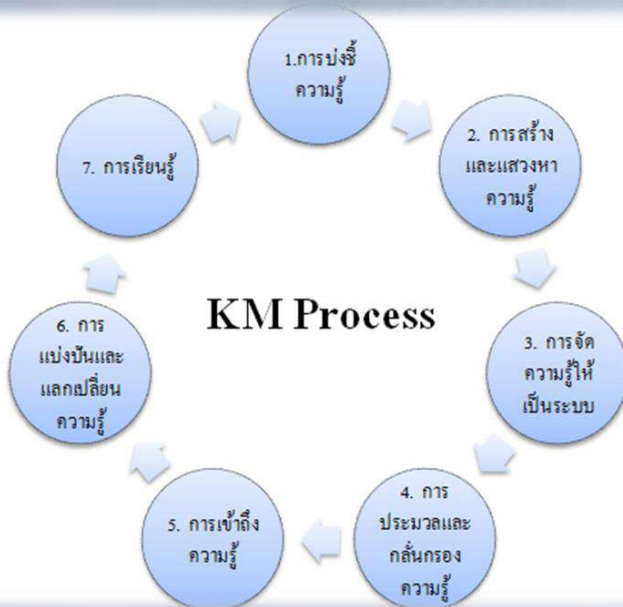 1.การบ่งชี้
ความรู้
2. การสร้าง
และแสวงหา
ความรู้
3. การจัด
ความรู้ให้
เป็นระบบ
4. การ
ประมวลและ
กลั่นกรอง
ความรู้
5. การเข้าถึง
ความรู้
6. การ
แบ่งปันและ
แลกเปลี่ยน
ความรู้
7. การเรียนรู้
KM Process